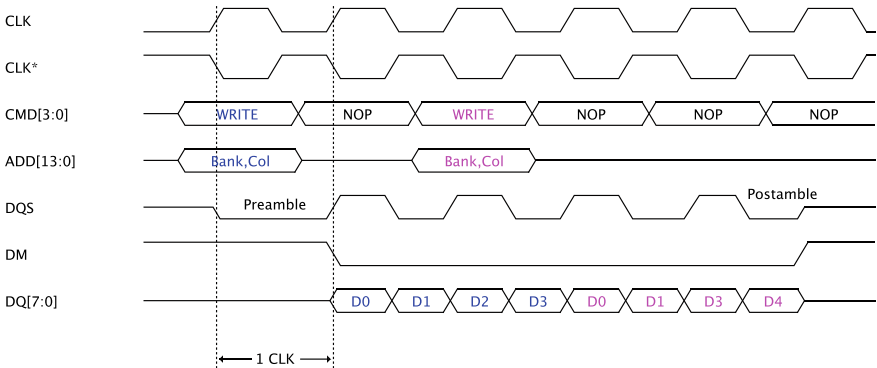 CLK
CLK*
CMD[3:0] WRITE NOP WRITE NOP NOP NOP
ADD[13:0] Bank,Col Bank,Col
DQS Preamble Postamble
DM
DQ[7:0] D0 D1 D2 D3 D0 D1 D3 D4
1 CLK